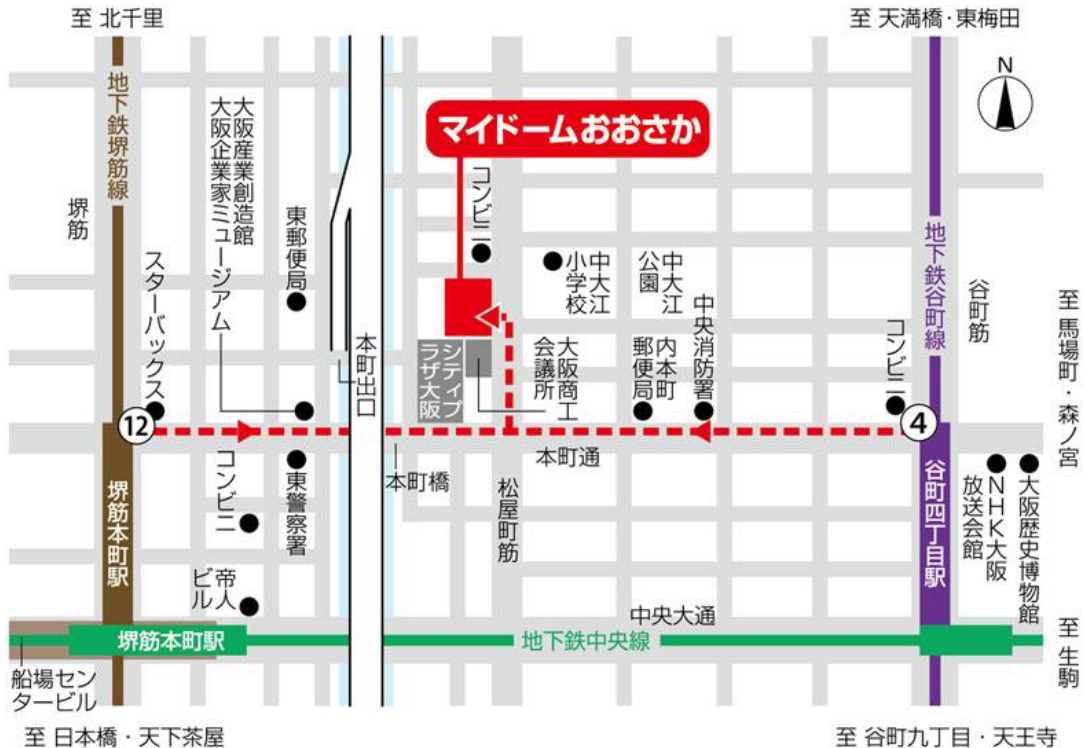 至 北千里
至 天満橋・東梅田
N
マイドームおおさか
地下鉄堺筋線
堺筋
スターバックス
大阪産業創造館
大阪企業家ミュージアム
東郵便局
本町出口
コンビニ
中大江
小学校
中大江
公園
中央消防署
内本町
郵便局
大阪商工
会議所
シティプ
ラザ大阪
コンビニ
地下鉄谷町線
谷町筋
至 馬場町・森ノ宮
12
4
本町橋
本町通
松屋町筋
コンビニ
東警察署
帝人
ビル
堺筋本町駅
谷町四丁目駅
NHK大阪
放送会館
大阪歴史博物館
中央大通
堺筋本町駅
地下鉄中央線
至 生駒
船場セン
タービル
至 日本橋・天下茶屋
至 谷町九丁目・天王寺